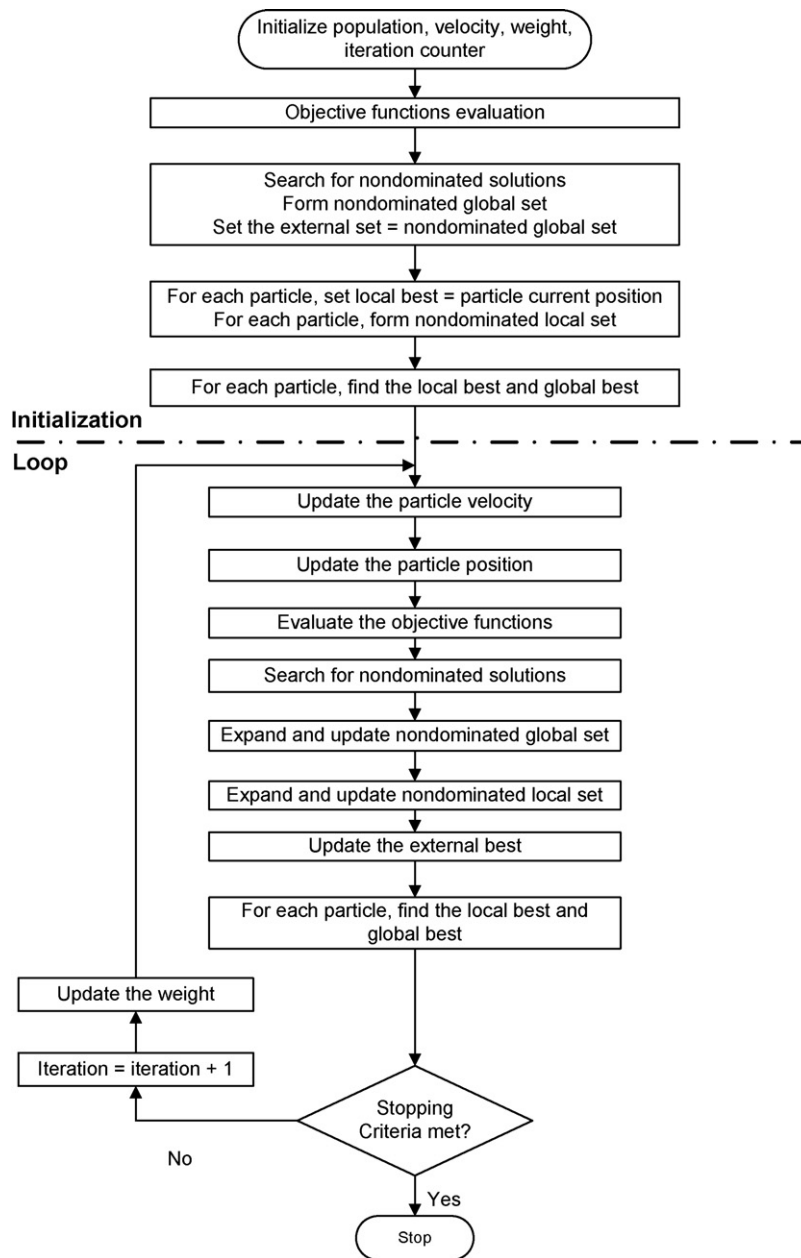 Initialize population, velocity, weight,
iteration counter
Objective functions evaluation
Search for nondominated solutions
Form nondominated global set
Set the external set = nondominated global set
For each particle, set local best = particle current position
For each particle, form nondominated local set
For each particle, find the local best and global best
Initialization
Loop
Update the particle velocity
Update the particle position
Evaluate the objective functions
Search for nondominated solutions
Expand and update nondominated global set
Expand and update nondominated local set
Update the external best
For each particle, find the local best and
global best
Update the weight
Iteration = iteration + 1
Stopping
Criteria met?
No
Yes
Stop